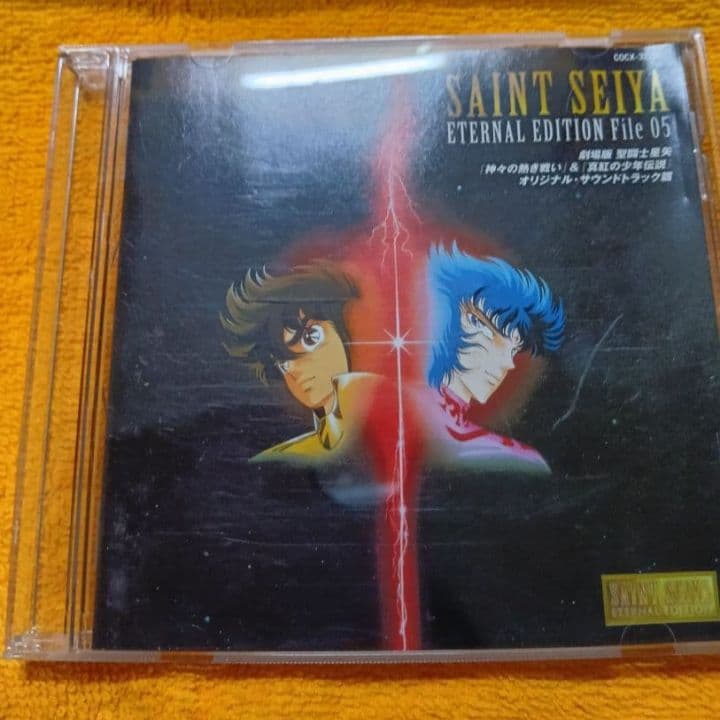 COCX-3
SAINT SEIYA
ETERNAL EDITION File 05
劇場版 聖闘士星矢
「神々の熱き戦い」&「真紅の少年伝説」
オリジナル・サウンドトラック盤
SAINT SEIYA
ETERNAL EDITION